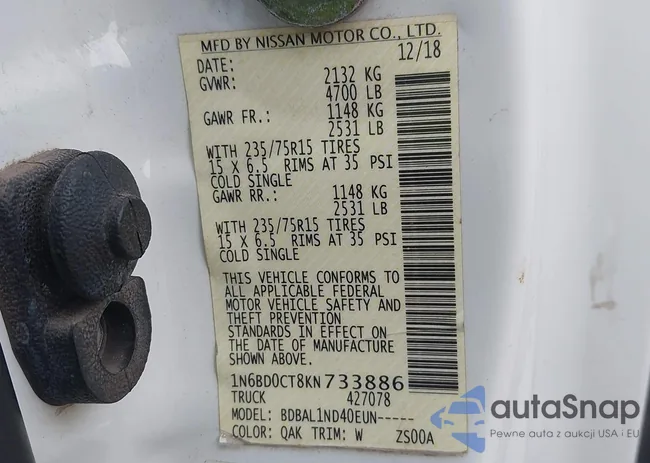 MFD BY NISSAN MOTOR CO., LTD.
DATE: 12/18
GVWR: 2132 KG
4700 LB
GAWR FR.: 1148 KG
2531 LB
WITH 235/75R15 TIRES
15 X 6.5 RIMS AT 35 PSI
COLD SINGLE
GAWR RR.: 1148 KG
2531 LB
WITH 235/75R15 TIRES
15 X 6.5 RIMS AT 35 PSI
COLD SINGLE
THIS VEHICLE CONFORMS TO
ALL APPLICABLE FEDERAL
MOTOR VEHICLE SAFETY AND
THEFT PREVENTION
STANDARDS IN EFFECT ON
THE DATE OF MANUFACTURE
SHOWN ABOVE.
1N6BD0CT8KN733886
TRUCK 427078
MODEL: BDBAL1ND40EUN-----
COLOR: QAK TRIM: W ZS00A
autoSnap
Pewne auta z aukcji USA i EU